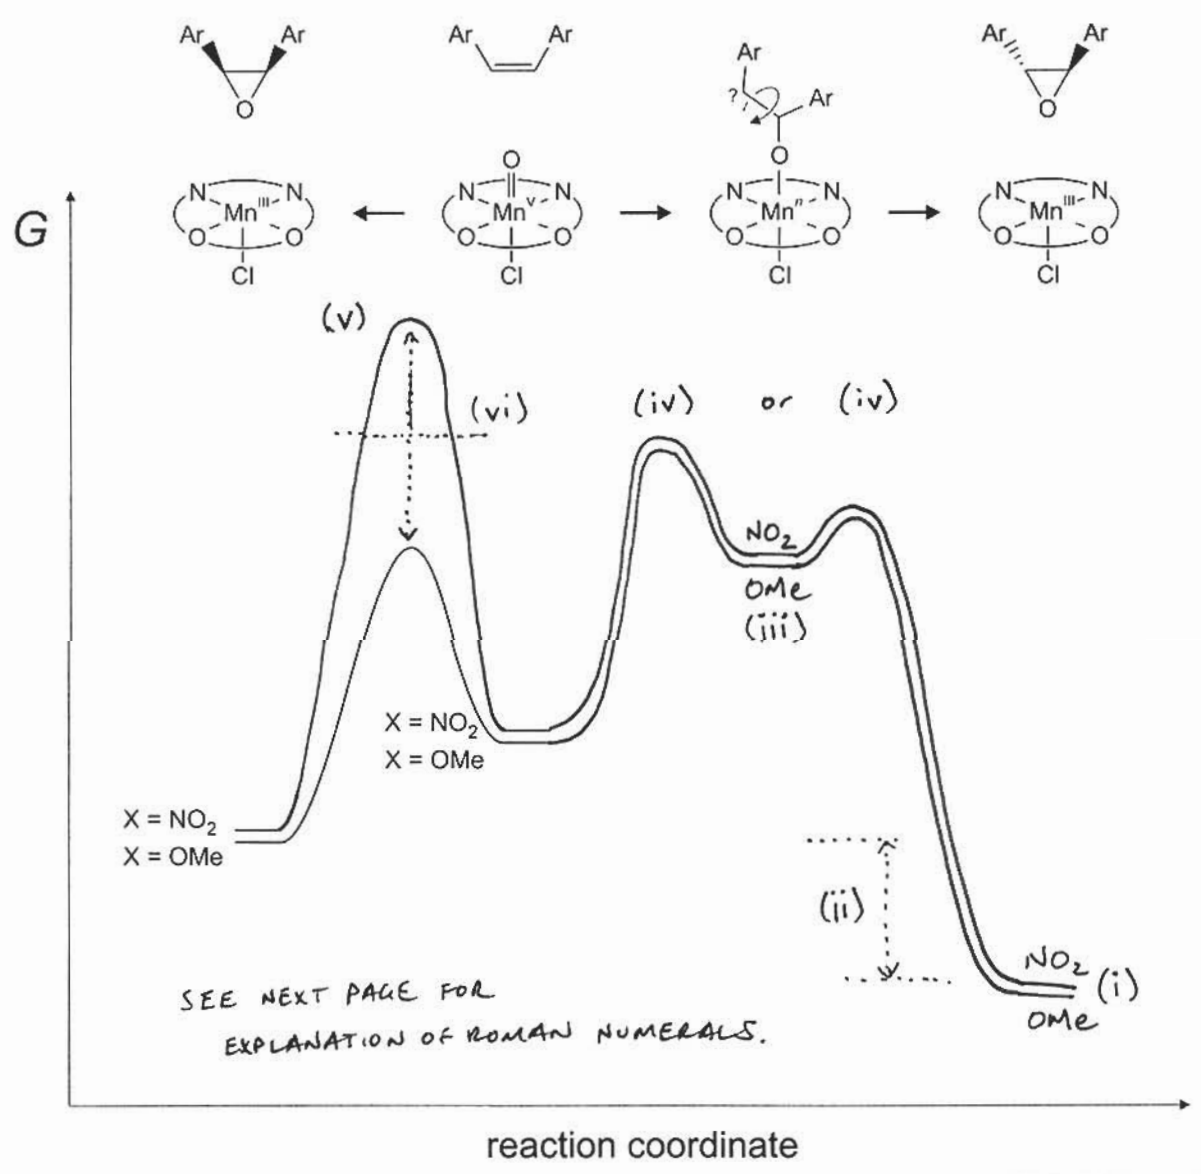 Ar Ar Ar Ar Ar Ar Ar Ar
O O ? O O
N N N N N N N N
Mn^III Mn^V Mn^n Mn^III
O O O O O O O O
Cl Cl Cl Cl
G
(v)
(vi) (iv) or (iv)
NO2
OMe
(iii)
X = NO2
X = OMe
X = NO2
X = OMe
(ii)
NO2 (i)
OMe
SEE NEXT PAGE FOR
EXPLANATION OF ROMAN NUMERALS.
reaction coordinate